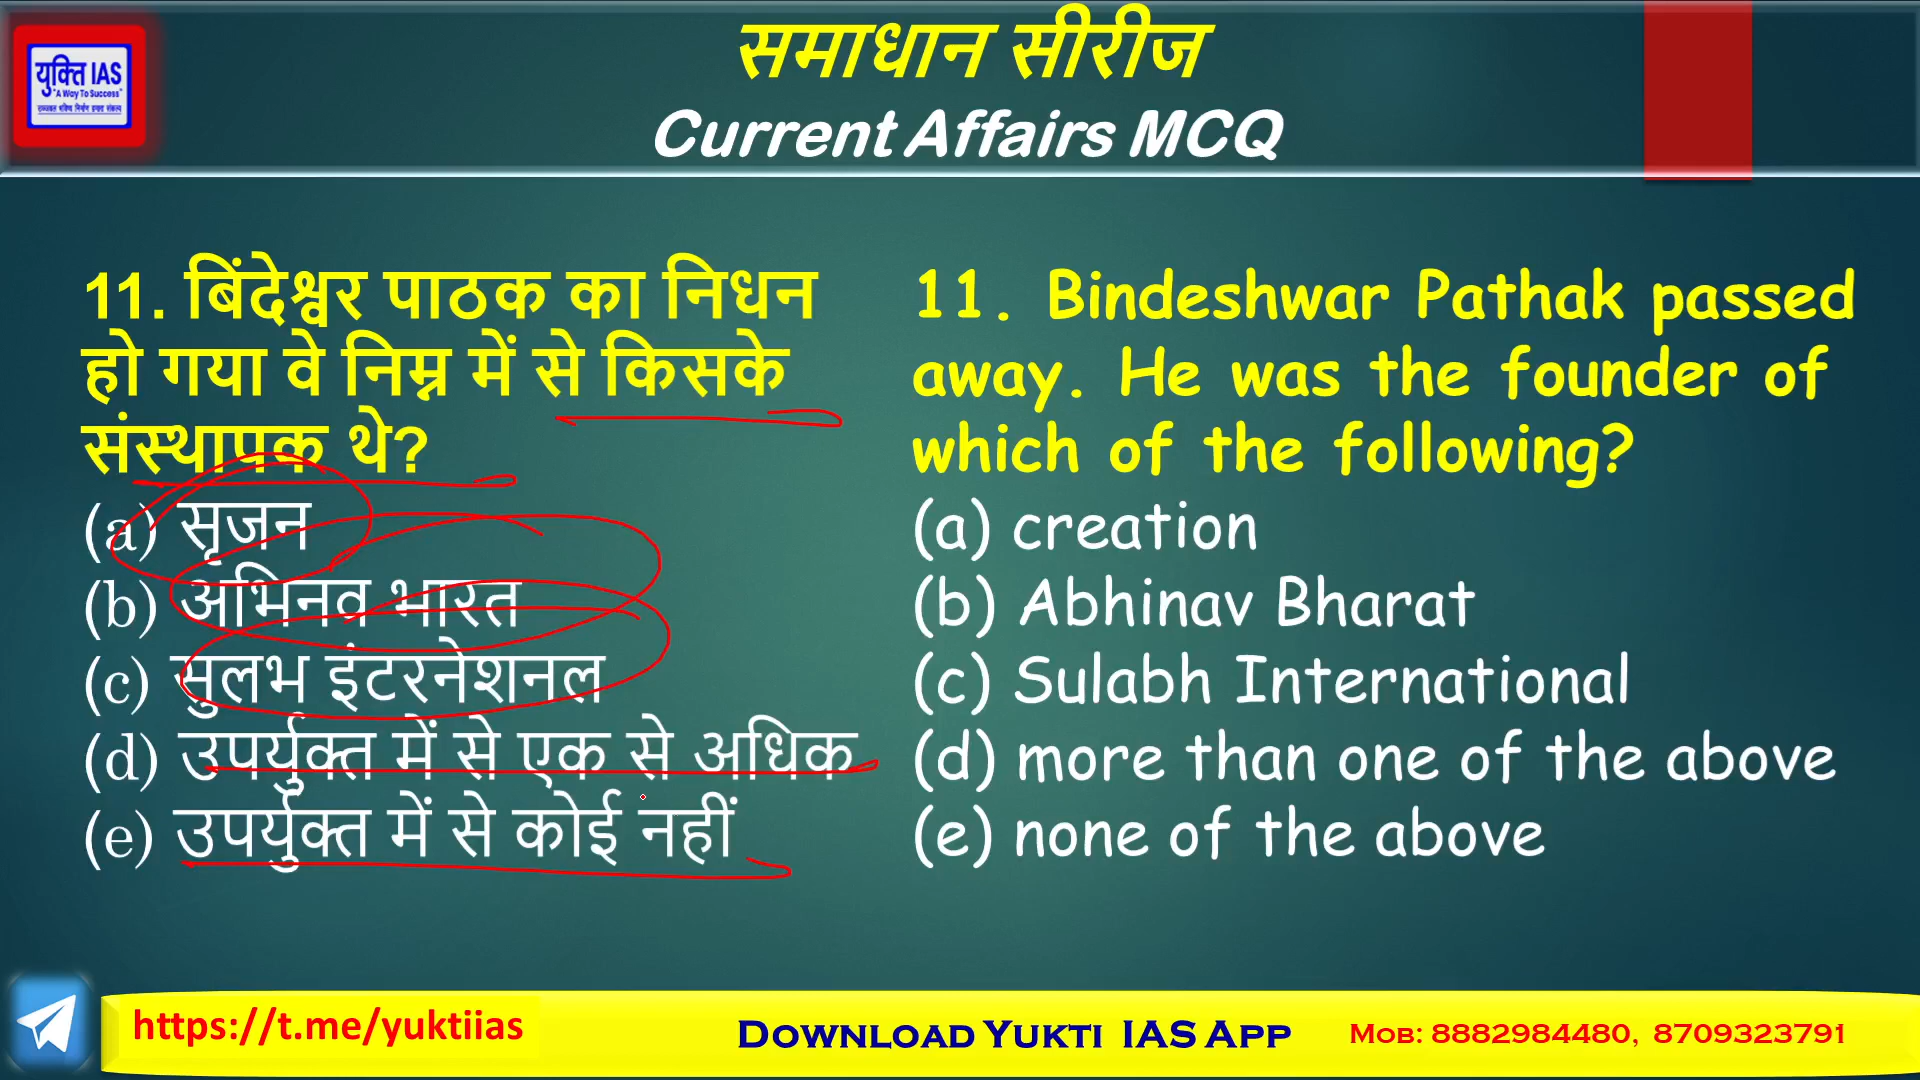 युक्ति IAS
"A Way To Success"
समाधान सीरीज
Current Affairs MCQ
11. बिंदेश्वर पाठक का निधन
हो गया वे निम्न में से किसके
संस्थापक थे?
(a) सृजन
(b) अभिनव भारत
(c) सुलभ इंटरनेशनल
(d) उपर्युक्त में से एक से अधिक
(e) उपर्युक्त में से कोई नहीं
11. Bindeshwar Pathak passed
away. He was the founder of
which of the following?
(a) creation
(b) Abhinav Bharat
(c) Sulabh International
(d) more than one of the above
(e) none of the above
https://t.me/yuktiias
Download Yukti IAS App
Mob: 8882984480, 8709323791